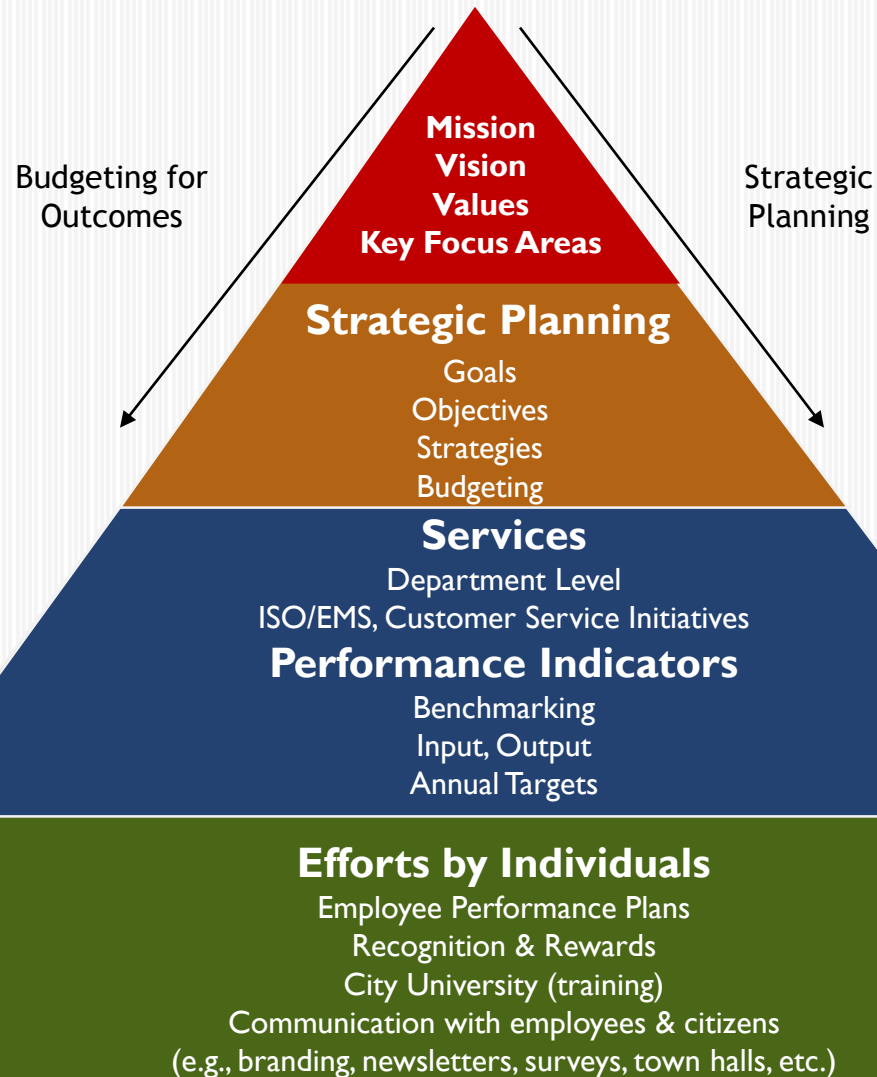 Mission
Vision
Values
Key Focus Areas
Budgeting for
Outcomes
Strategic
Planning
Strategic Planning
Goals
Objectives
Strategies
Budgeting
Services
Department Level
ISO/EMS, Customer Service Initiatives
Performance Indicators
Benchmarking
Input, Output
Annual Targets
Efforts by Individuals
Employee Performance Plans
Recognition & Rewards
City University (training)
Communication with employees & citizens
(e.g., branding, newsletters, surveys, town halls, etc.)